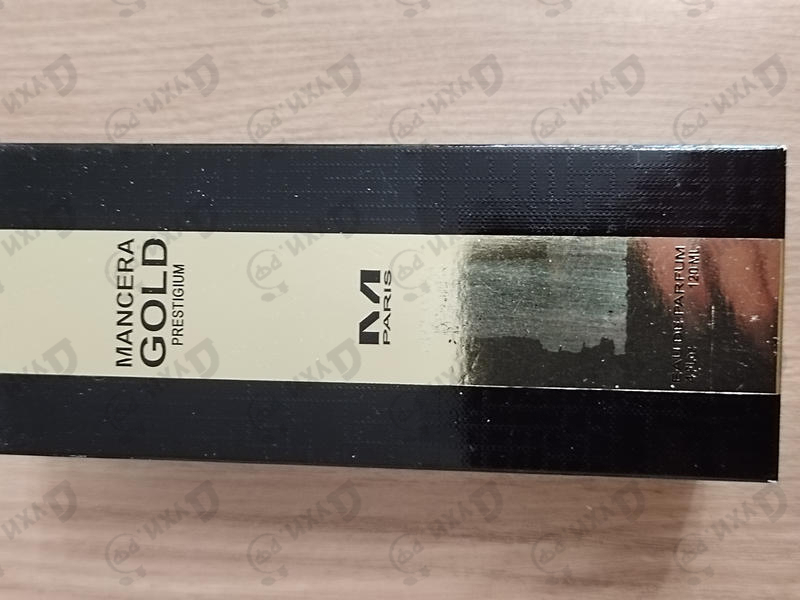 MANCERA
GOLD
PRESTIGIUM
M
PARIS
EAU DE PARFUM
120 ML